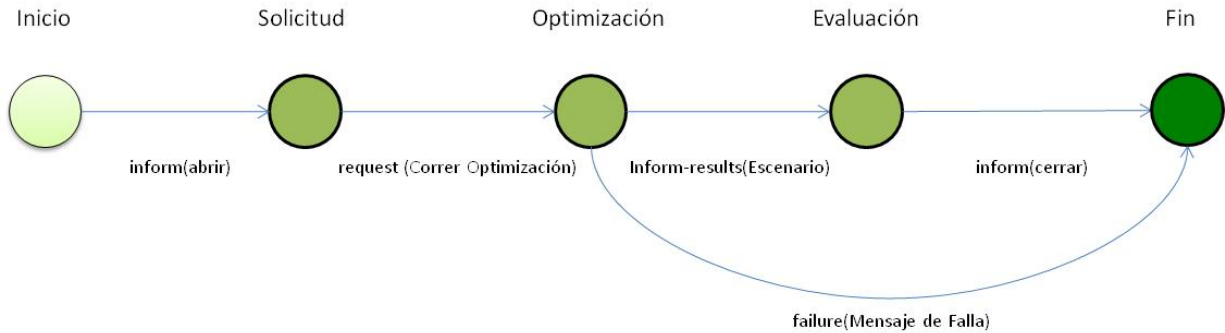 Inicio
Solicitud
Optimización
Evaluación
Fin
inform(abrir)
request (Correr Optimización)
Inform-results(Escenario)
inform(cerrar)
failure(Mensaje de Falla)